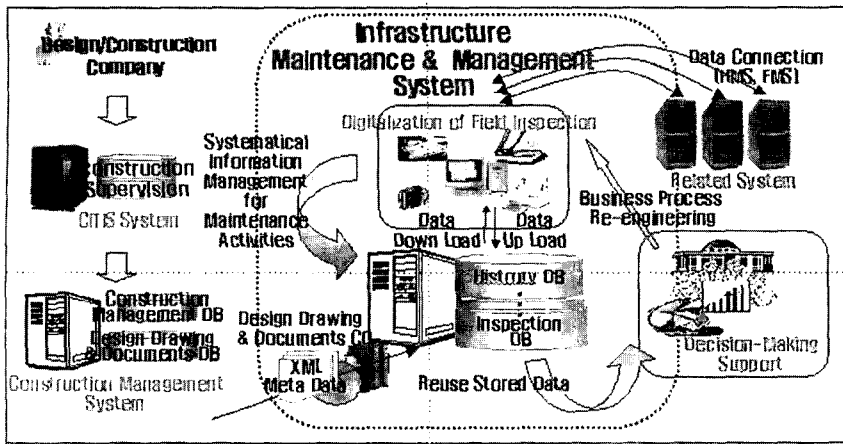 Design/Construction
Company
Construction
Supervision
CITIS System
Construction
Management DB
Design Drawing
& Documents DB
Construction Management
System
Infrastructure
Maintenance & Management
System
Digitalization of Field Inspection
Systematical
Information
Management
for
Maintenance
Activities
Data
Down Load
Data
Up Load
Histrory DB
Inspection
DB
Design Drawing
& Documents CD
XML
Meta Data
Reuse Stored Data
Data Connection
(HMS, FMS)
Related System
Business Process
Re-engineering
Decision-Making
Support